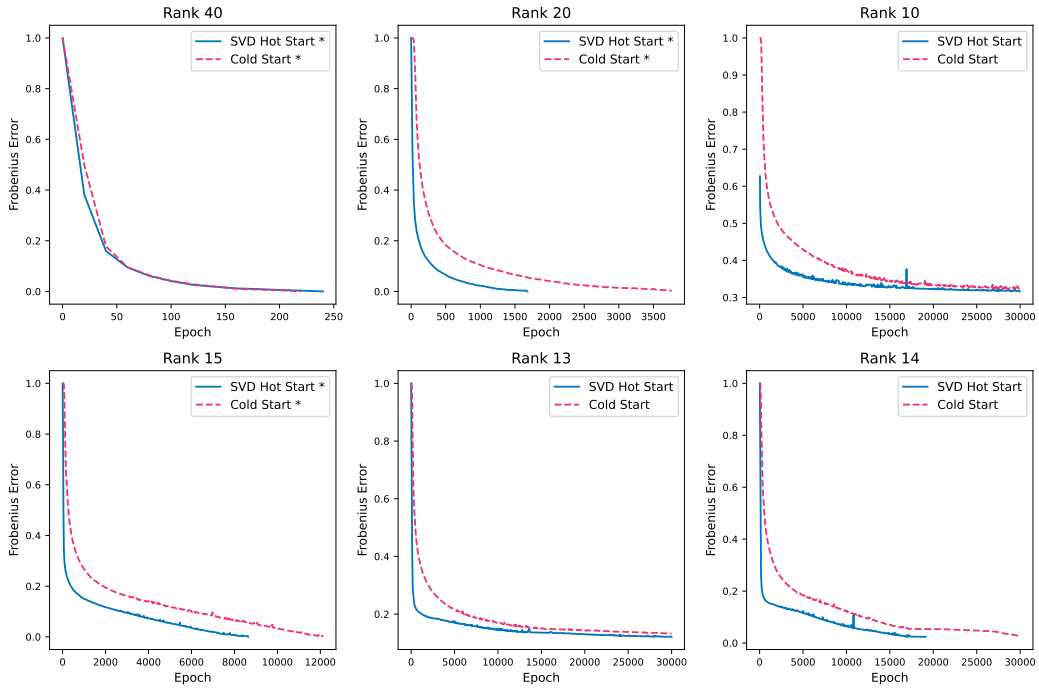 Rank 40
SVD Hot Start *
Cold Start *
Frobenius Error
1.0
0.8
0.6
0.4
0.2
0.0
0 50 100 150 200 250
Epoch
Rank 20
SVD Hot Start *
Cold Start *
Frobenius Error
1.0
0.8
0.6
0.4
0.2
0.0
0 500 1000 1500 2000 2500 3000 3500
Epoch
Rank 10
SVD Hot Start
Cold Start
Frobenius Error
1.0
0.9
0.8
0.7
0.6
0.5
0.4
0.3
0 5000 10000 15000 20000 25000 30000
Epoch
Rank 15
SVD Hot Start *
Cold Start *
Frobenius Error
1.0
0.8
0.6
0.4
0.2
0.0
0 2000 4000 6000 8000 10000 12000
Epoch
Rank 13
SVD Hot Start
Cold Start
Frobenius Error
1.0
0.8
0.6
0.4
0.2
0 5000 10000 15000 20000 25000 30000
Epoch
Rank 14
SVD Hot Start
Cold Start
Frobenius Error
1.0
0.8
0.6
0.4
0.2
0.0
0 5000 10000 15000 20000 25000 30000
Epoch